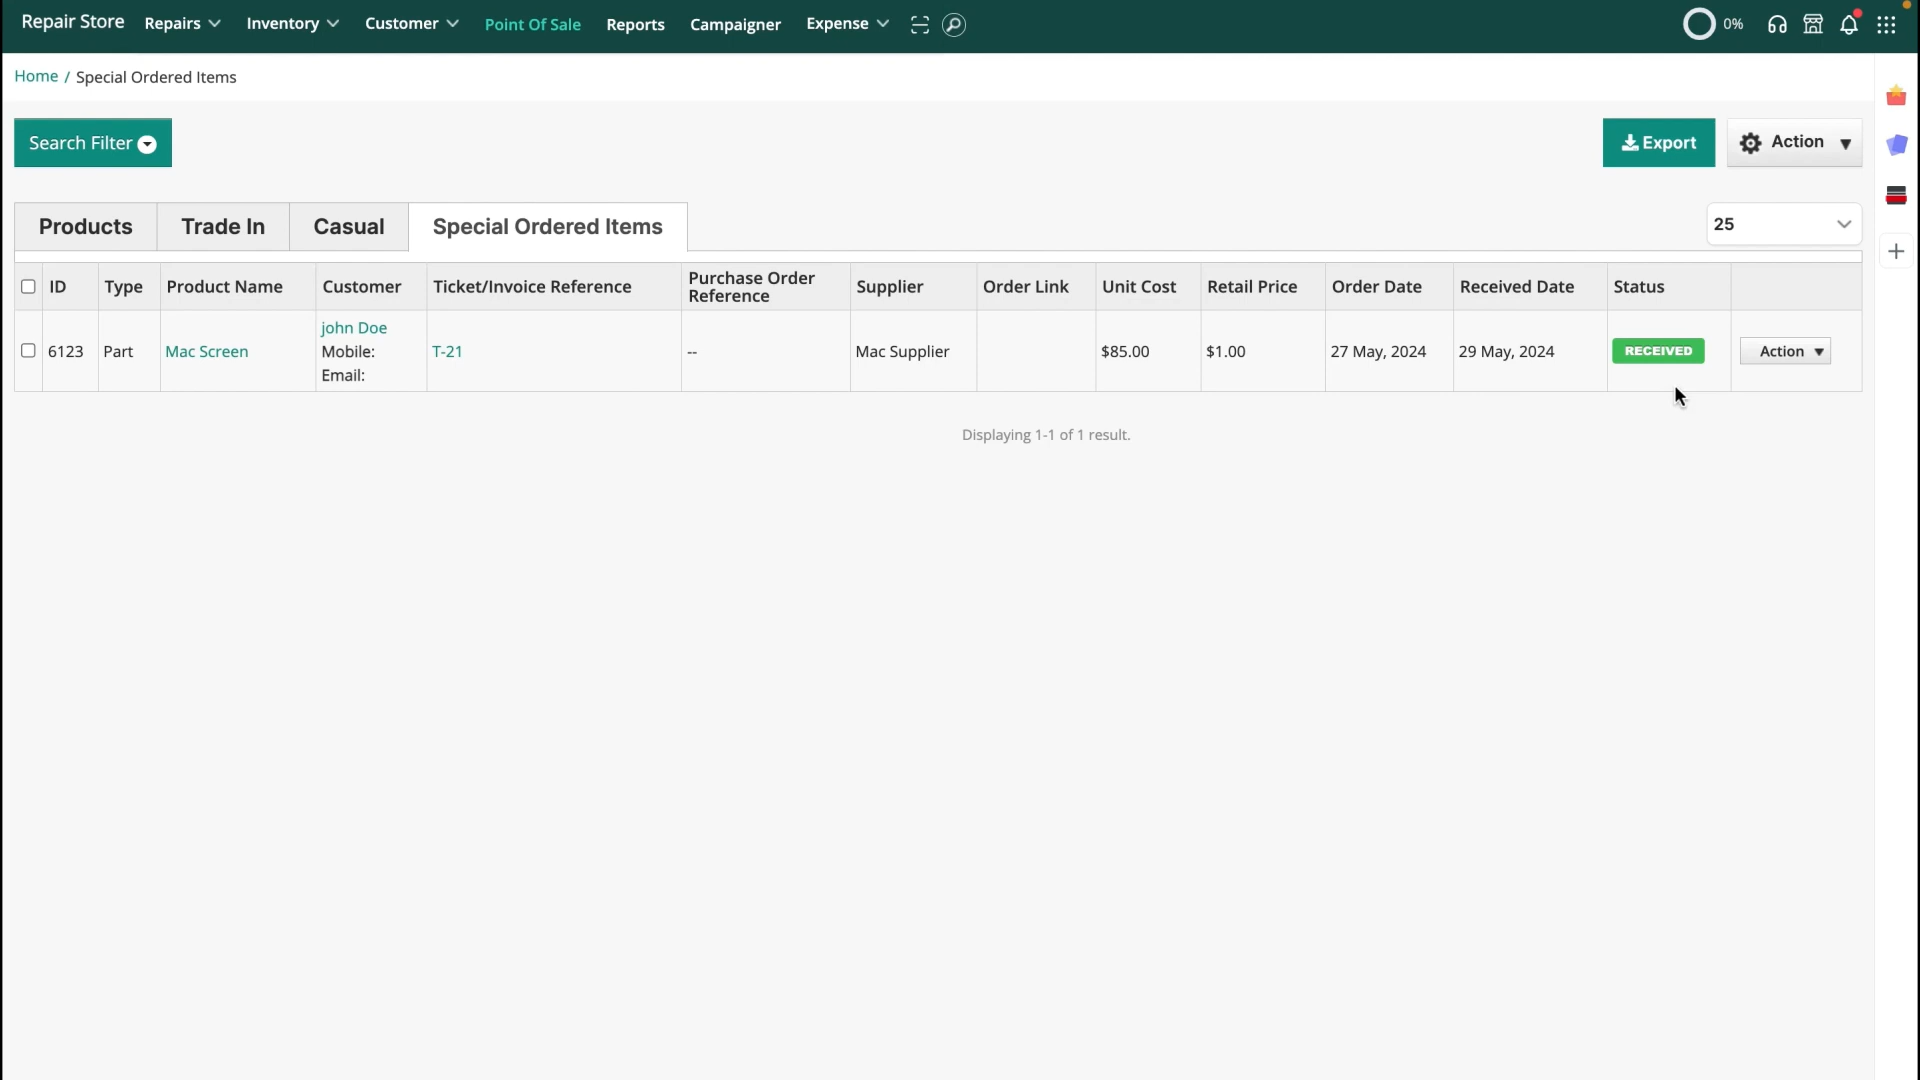 Repair Store Repairs Inventory Customer Point Of Sale Reports Campaigner Expense 0%
Home / Special Ordered Items
Search Filter Export Action
Products Trade In Casual Special Ordered Items 25
ID Type Product Name Customer Ticket/Invoice Reference Purchase Order Reference Supplier Order Link Unit Cost Retail Price Order Date Received Date Status
john Doe
6123 Part Mac Screen Mobile: T-21 -- Mac Supplier $85.00 $1.00 27 May, 2024 29 May, 2024 RECEIVED Action
Email:
Displaying 1-1 of 1 result.